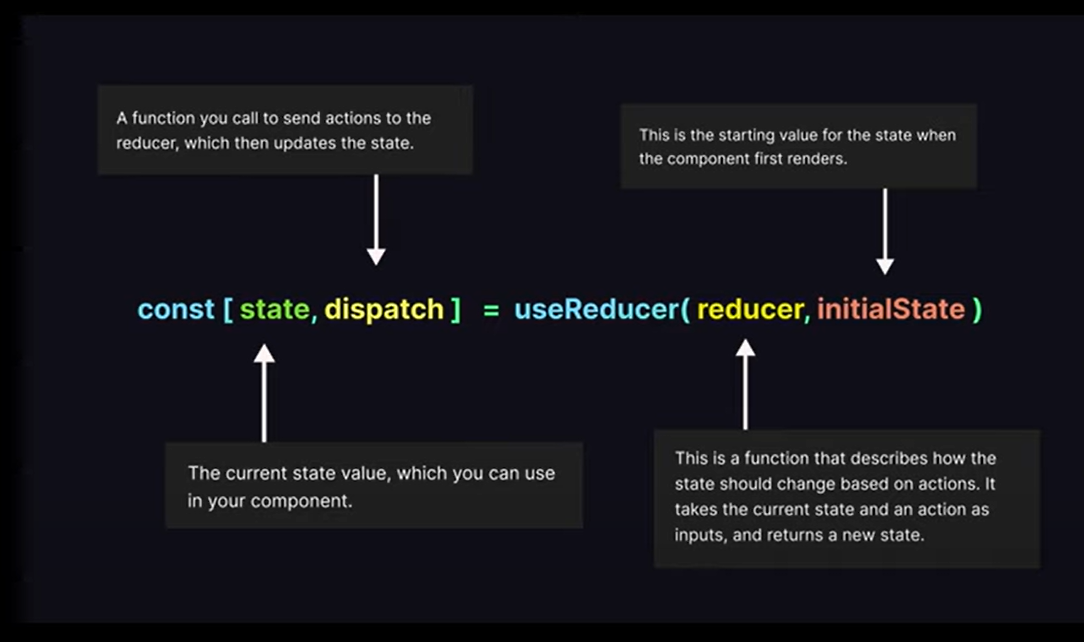 A function you call to send actions to the
reducer, which then updates the state.
This is the starting value for the state when
the component first renders.
const [ state, dispatch ] = useReducer( reducer, initialState )
The current state value, which you can use
in your component.
This is a function that describes how the
state should change based on actions. It
takes the current state and an action as
inputs, and returns a new state.